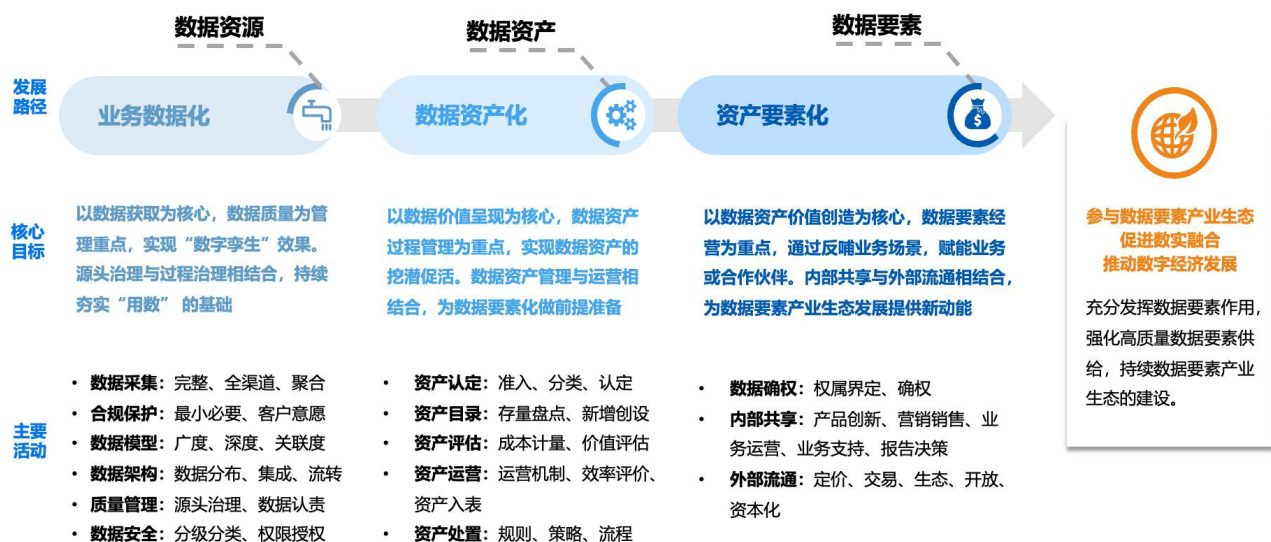 数据资源
数据资产
数据要素
发展
路径
业务数据化
数据资产化
资产要素化
核心
目标
以数据获取为核心，数据质量为管
理重点，实现“数字孪生”效果。
源头治理与过程治理相结合，持续
夯实“用数” 的基础
以数据价值呈现为核心，数据资产
过程管理为重点，实现数据资产的
挖潜促活。数据资产管理与运营相
结合，为数据要素化做前提准备
以数据资产价值创造为核心，数据要素经
营为重点，通过反哺业务场景，赋能业务
或合作伙伴。内部共享与外部流通相结合，
为数据要素产业生态发展提供新动能
参与数据要素产业生态
促进数实融合
推动数字经济发展
充分发挥数据要素作用，
强化高质量数据要素供
给，持续数据要素产业
生态的建设。
主要
活动
• 数据采集：完整、全渠道、聚合
• 合规保护：最小必要、客户意愿
• 数据模型：广度、深度、关联度
• 数据架构：数据分布、集成、流转
• 质量管理：源头治理、数据认责
• 数据安全：分级分类、权限授权
• 资产认定：准入、分类、认定
• 资产目录：存量盘点、新增创设
• 资产评估：成本计量、价值评估
• 资产运营：运营机制、效率评价、
资产入表
• 资产处置：规则、策略、流程
• 数据确权：权属界定、确权
• 内部共享：产品创新、营销销售、业
务运营、业务支持、报告决策
• 外部流通：定价、交易、生态、开放、
资本化